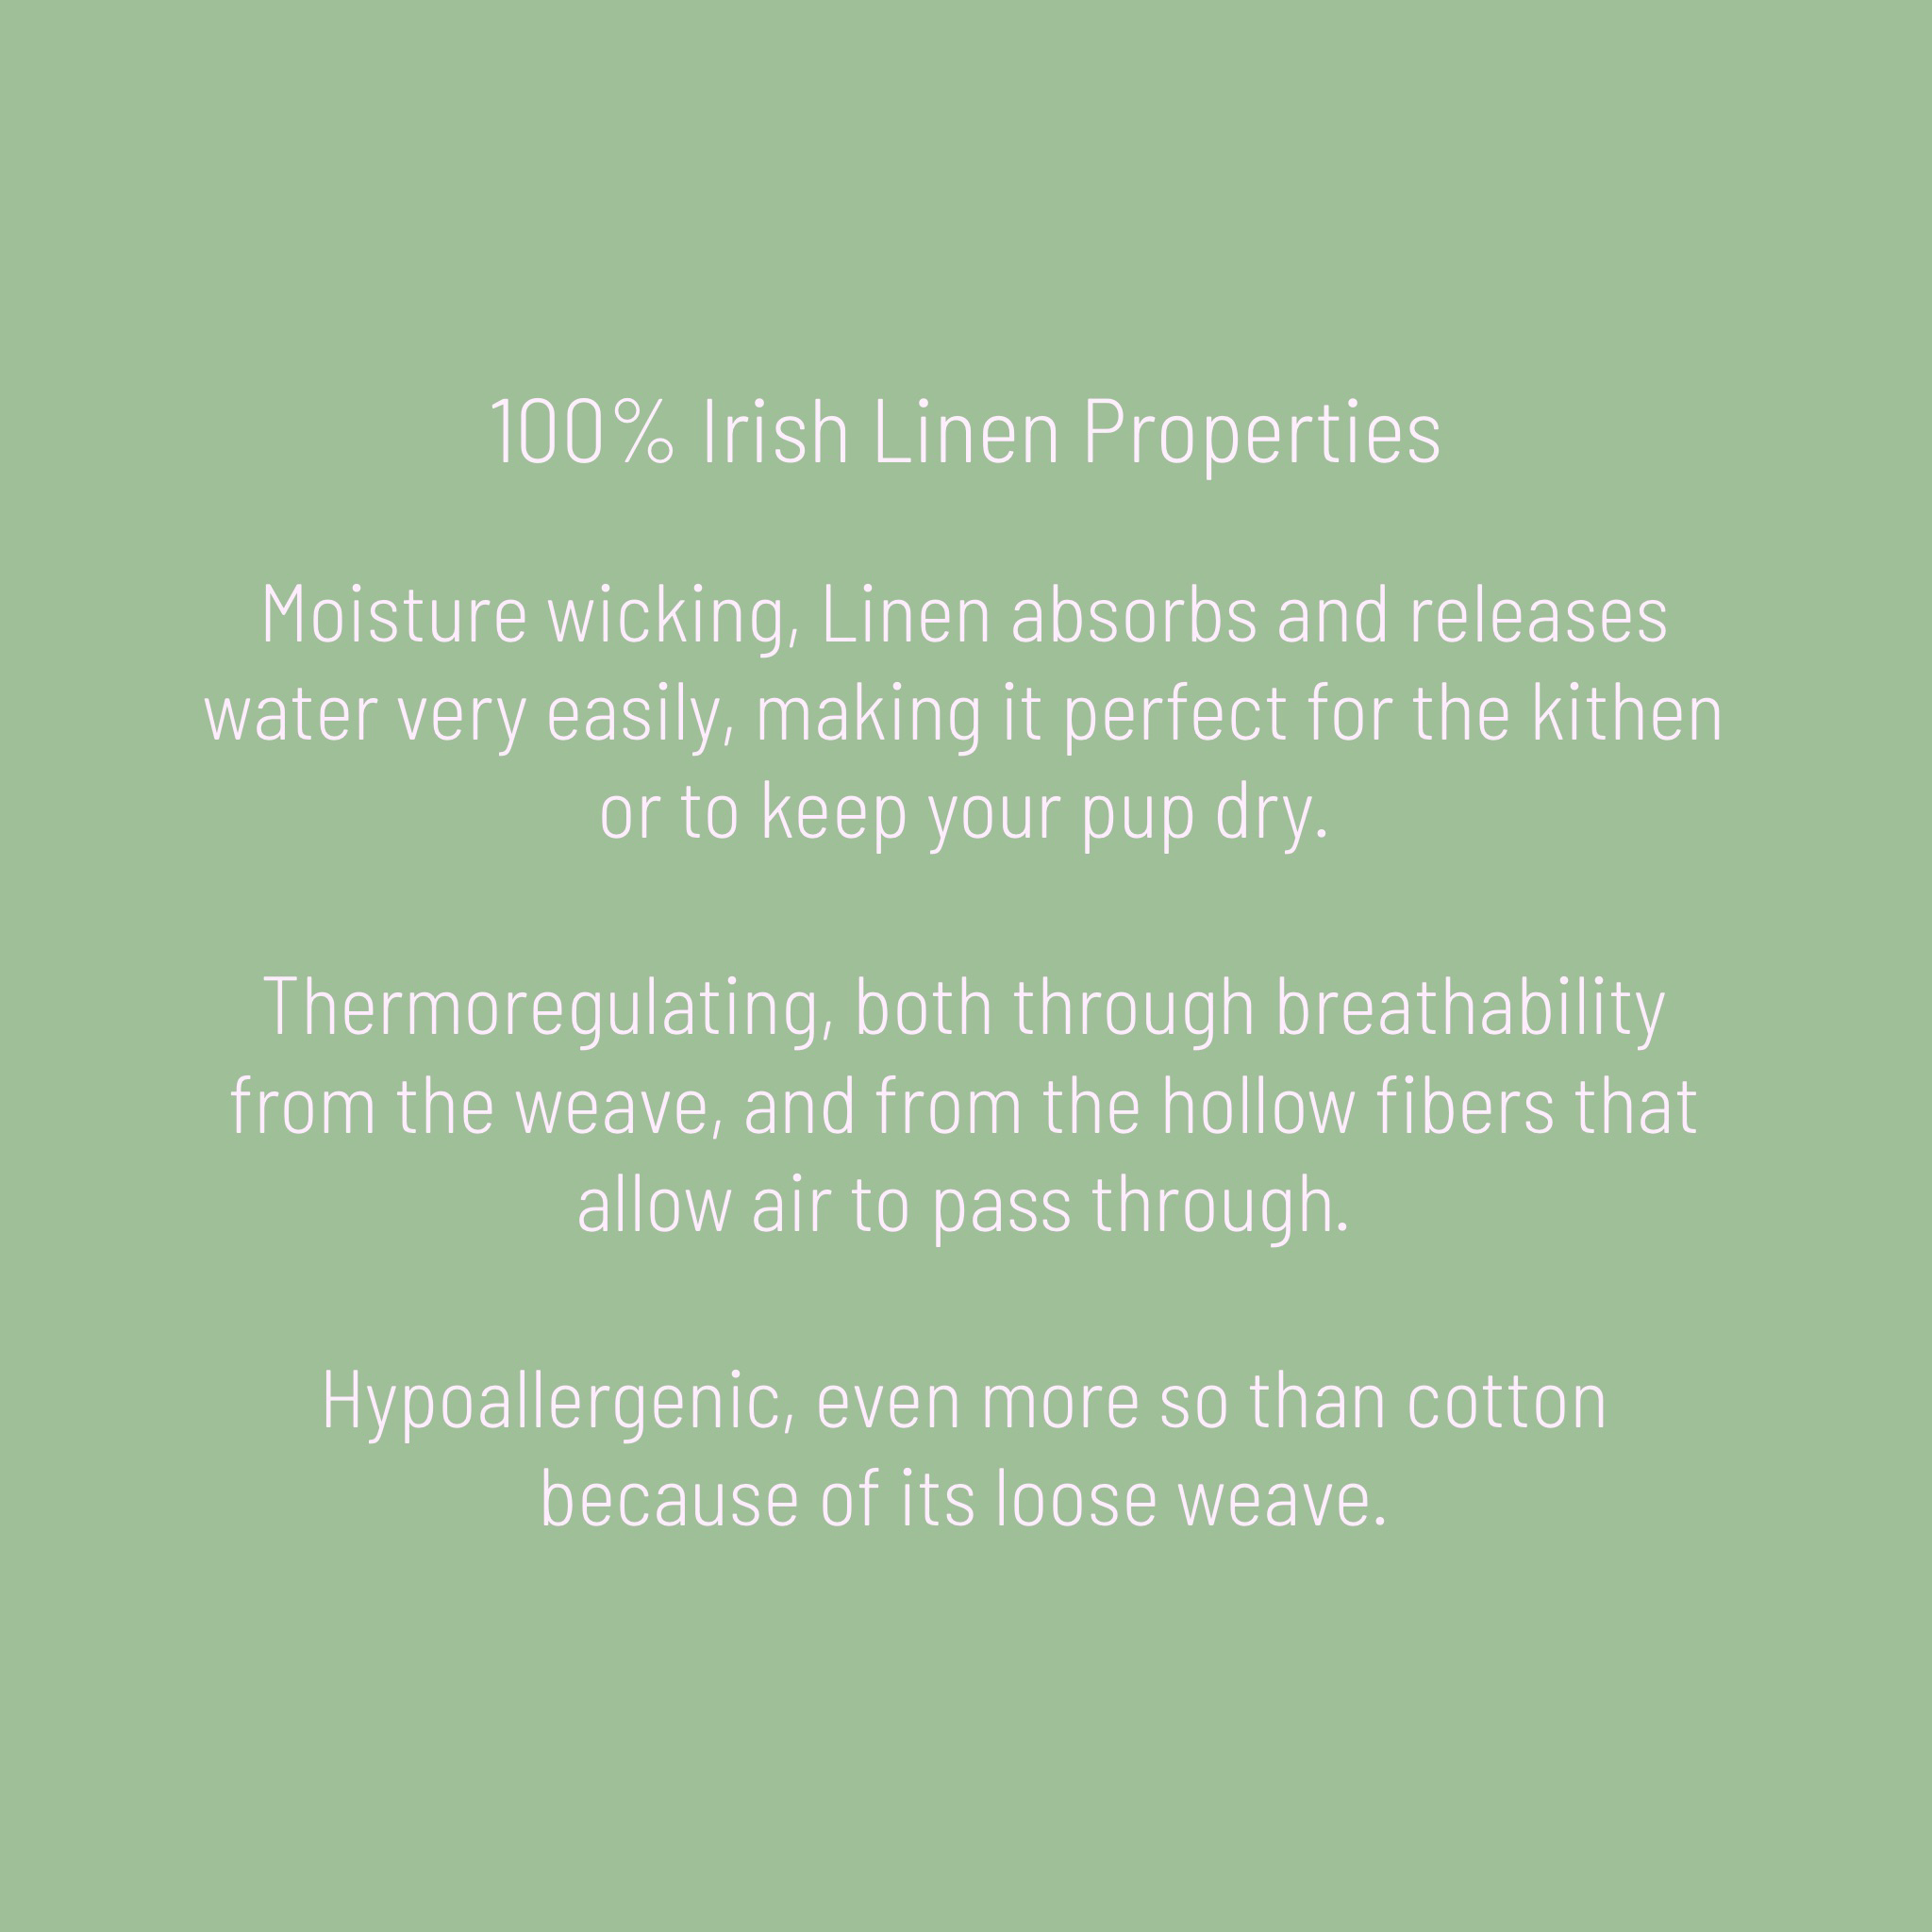 100% Irish Linen Properties
Moisture wicking, Linen absorbs and releases
water very easily, making it perfect for the kithen
or to keep your pup dry.
Thermoregulating, both through breathability
from the weave, and from the hollow fibers that
allow air to pass through.
Hypoallergenic, even more so than cotton
because of its loose weave.